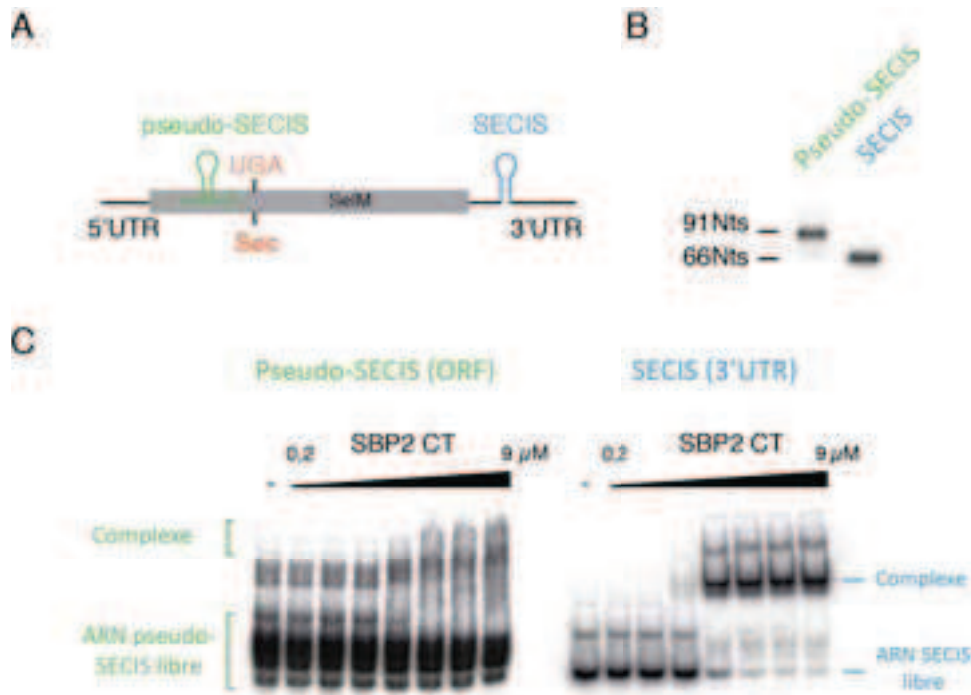 A
pseudo-SECIS
SECIS
UGA
SelM
5'UTR
3'UTR
Sec
B
Pseudo-SECIS
SECIS
91Nts
66Nts
C
Pseudo-SECIS (ORF)
SECIS (3'UTR)
SBP2 CT
- 0,2 9 µM
SBP2 CT
- 0,2 9 µM
Complexe
ARN pseudo-
SECIS libre
Complexe
ARN SECIS
libre